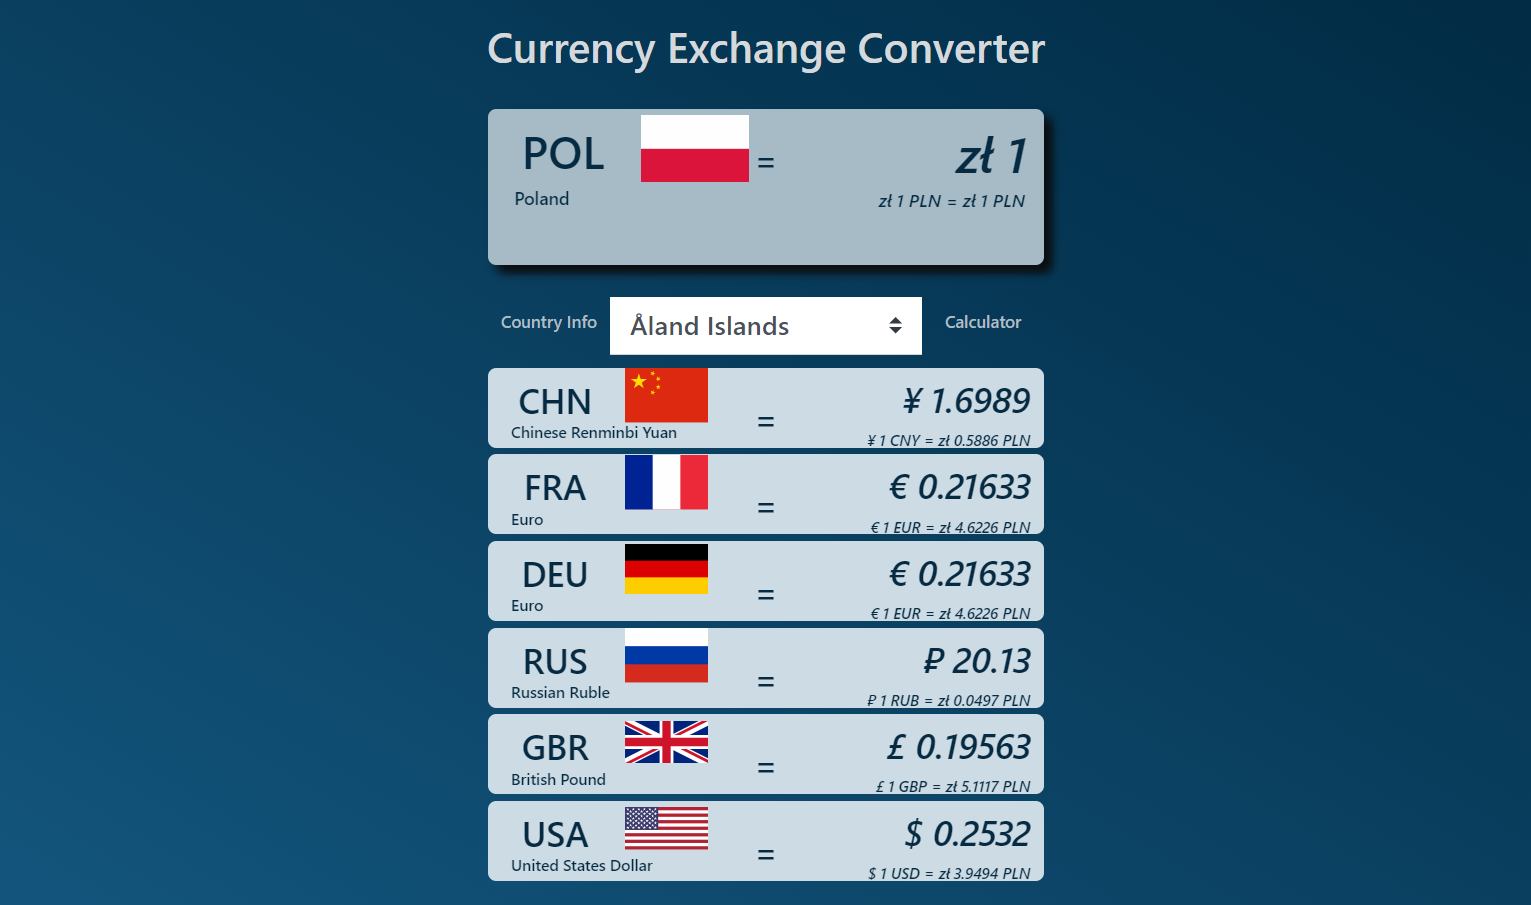 Currency Exchange Converter
POL = zł 1
Poland
zł 1 PLN = zł 1 PLN
Country Info
Åland Islands
Calculator
CHN = ¥ 1.6989
Chinese Renminbi Yuan
¥ 1 CNY = zł 0.5886 PLN
FRA = € 0.21633
Euro
€ 1 EUR = zł 4.6226 PLN
DEU = € 0.21633
Euro
€ 1 EUR = zł 4.6226 PLN
RUS = ₽ 20.13
Russian Ruble
₽ 1 RUB = zł 0.0497 PLN
GBR = £ 0.19563
British Pound
£ 1 GBP = zł 5.1117 PLN
USA = $ 0.2532
United States Dollar
$ 1 USD = zł 3.9494 PLN